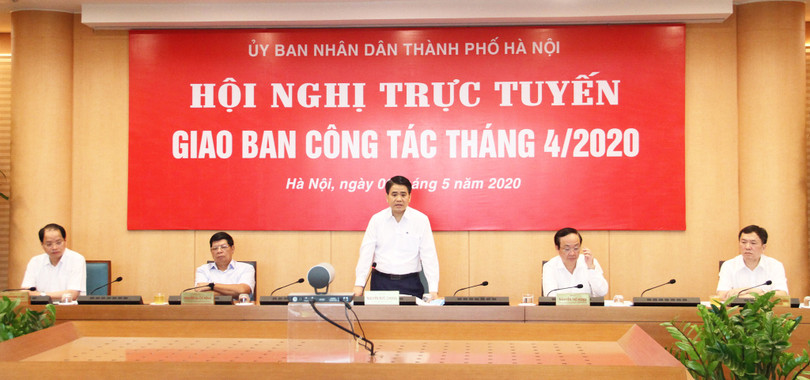 ỦY BAN NHÂN DÂN THÀNH PHỐ HÀ NỘI
HỘI NGHỊ TRỰC TUYẾN
GIAO BAN CÔNG TÁC THÁNG 4/2020
Hà Nội, ngày 5 năm 2020